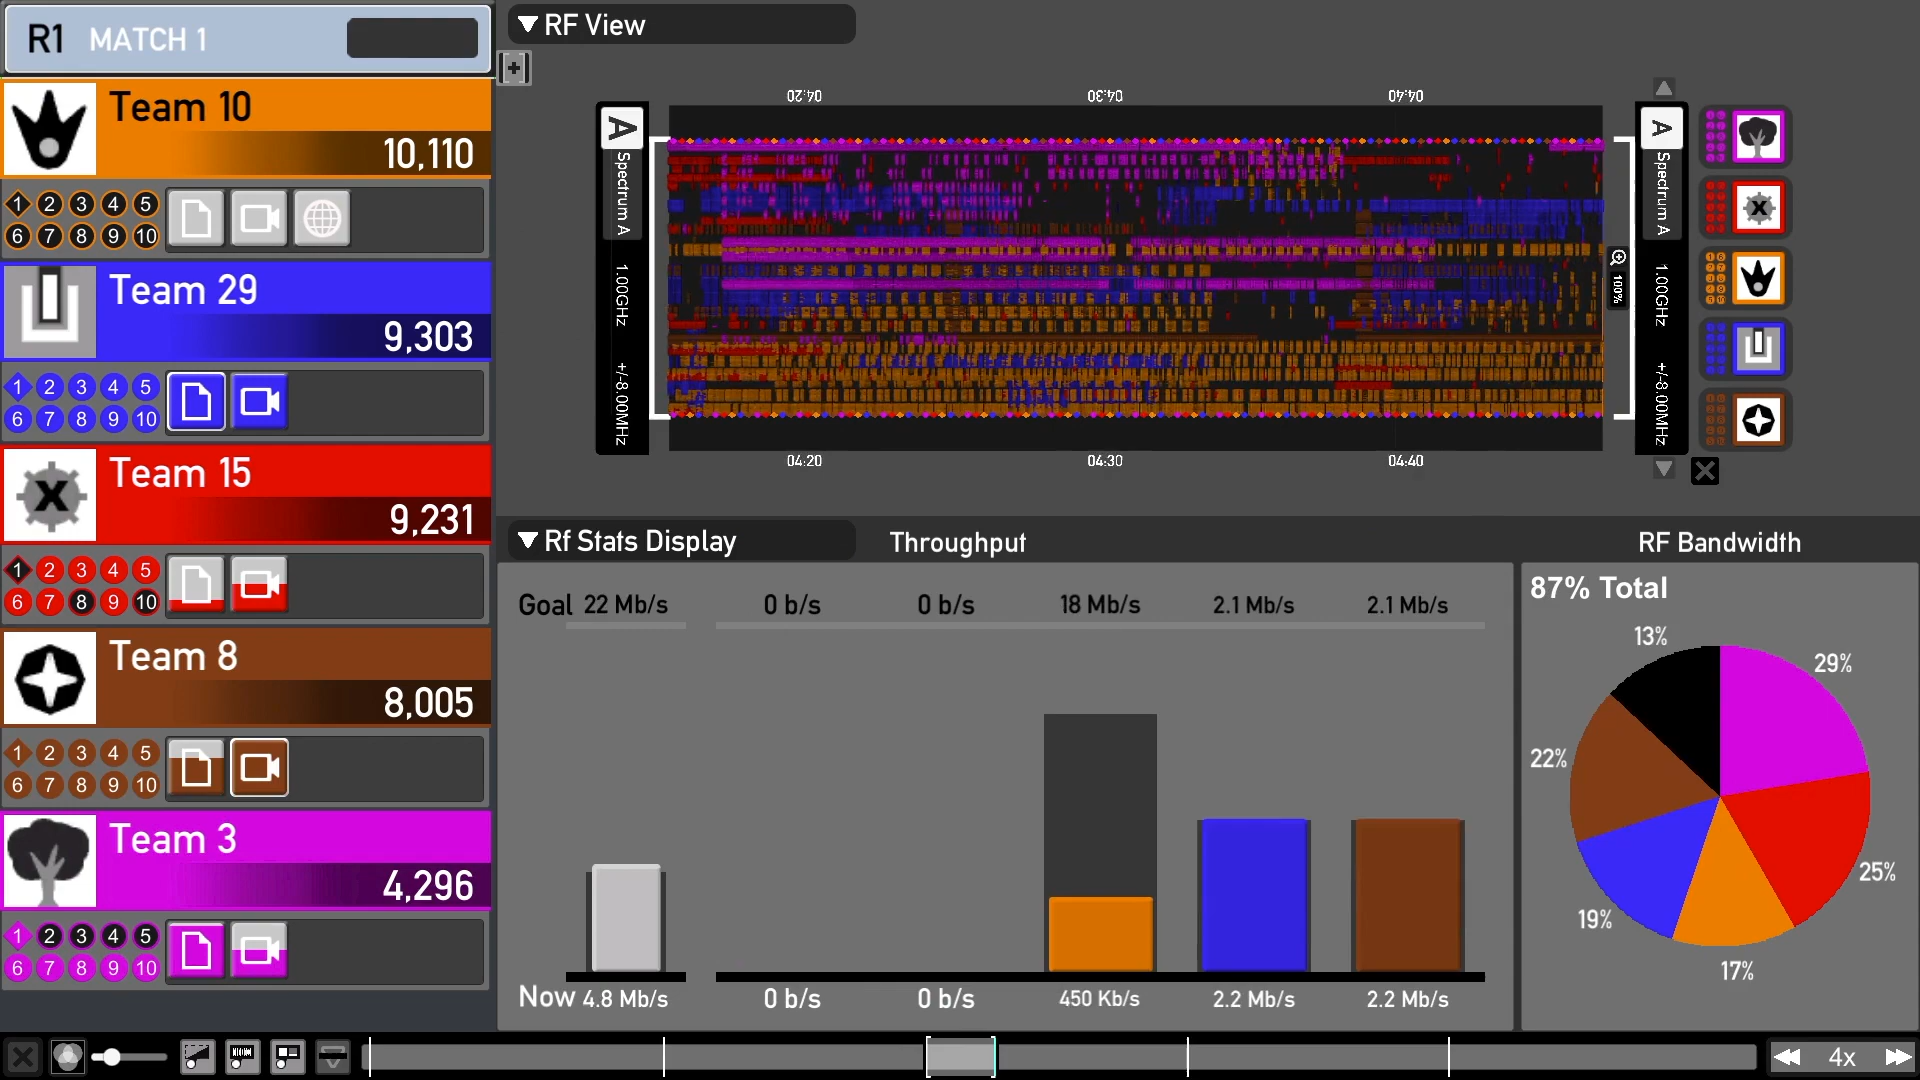 R1 MATCH 1
Team 10
10,110
1 2 3 4 5
6 7 8 9 10
Team 29
9,303
1 2 3 4 5
6 7 8 9 10
Team 15
9,231
X
1 2 3 4 5
6 7 8 9 10
Team 8
8,005
1 2 3 4 5
6 7 8 9 10
Team 3
4,296
1 2 3 4 5
6 7 8 9 10
RF View
04:20 04:30 04:40
A Spectrum A 1.00GHz +/-8.00MHz
100%
A Spectrum A 1.00GHz +/-8.00MHz
X
04:20 04:30 04:40
Rf Stats Display Throughput RF Bandwidth
Goal 22 Mb/s 0 b/s 0 b/s 18 Mb/s 2.1 Mb/s 2.1 Mb/s
Now 4.8 Mb/s 0 b/s 0 b/s 450 Kb/s 2.2 Mb/s 2.2 Mb/s
87% Total
13%
29%
22%
25%
19%
17%
4x